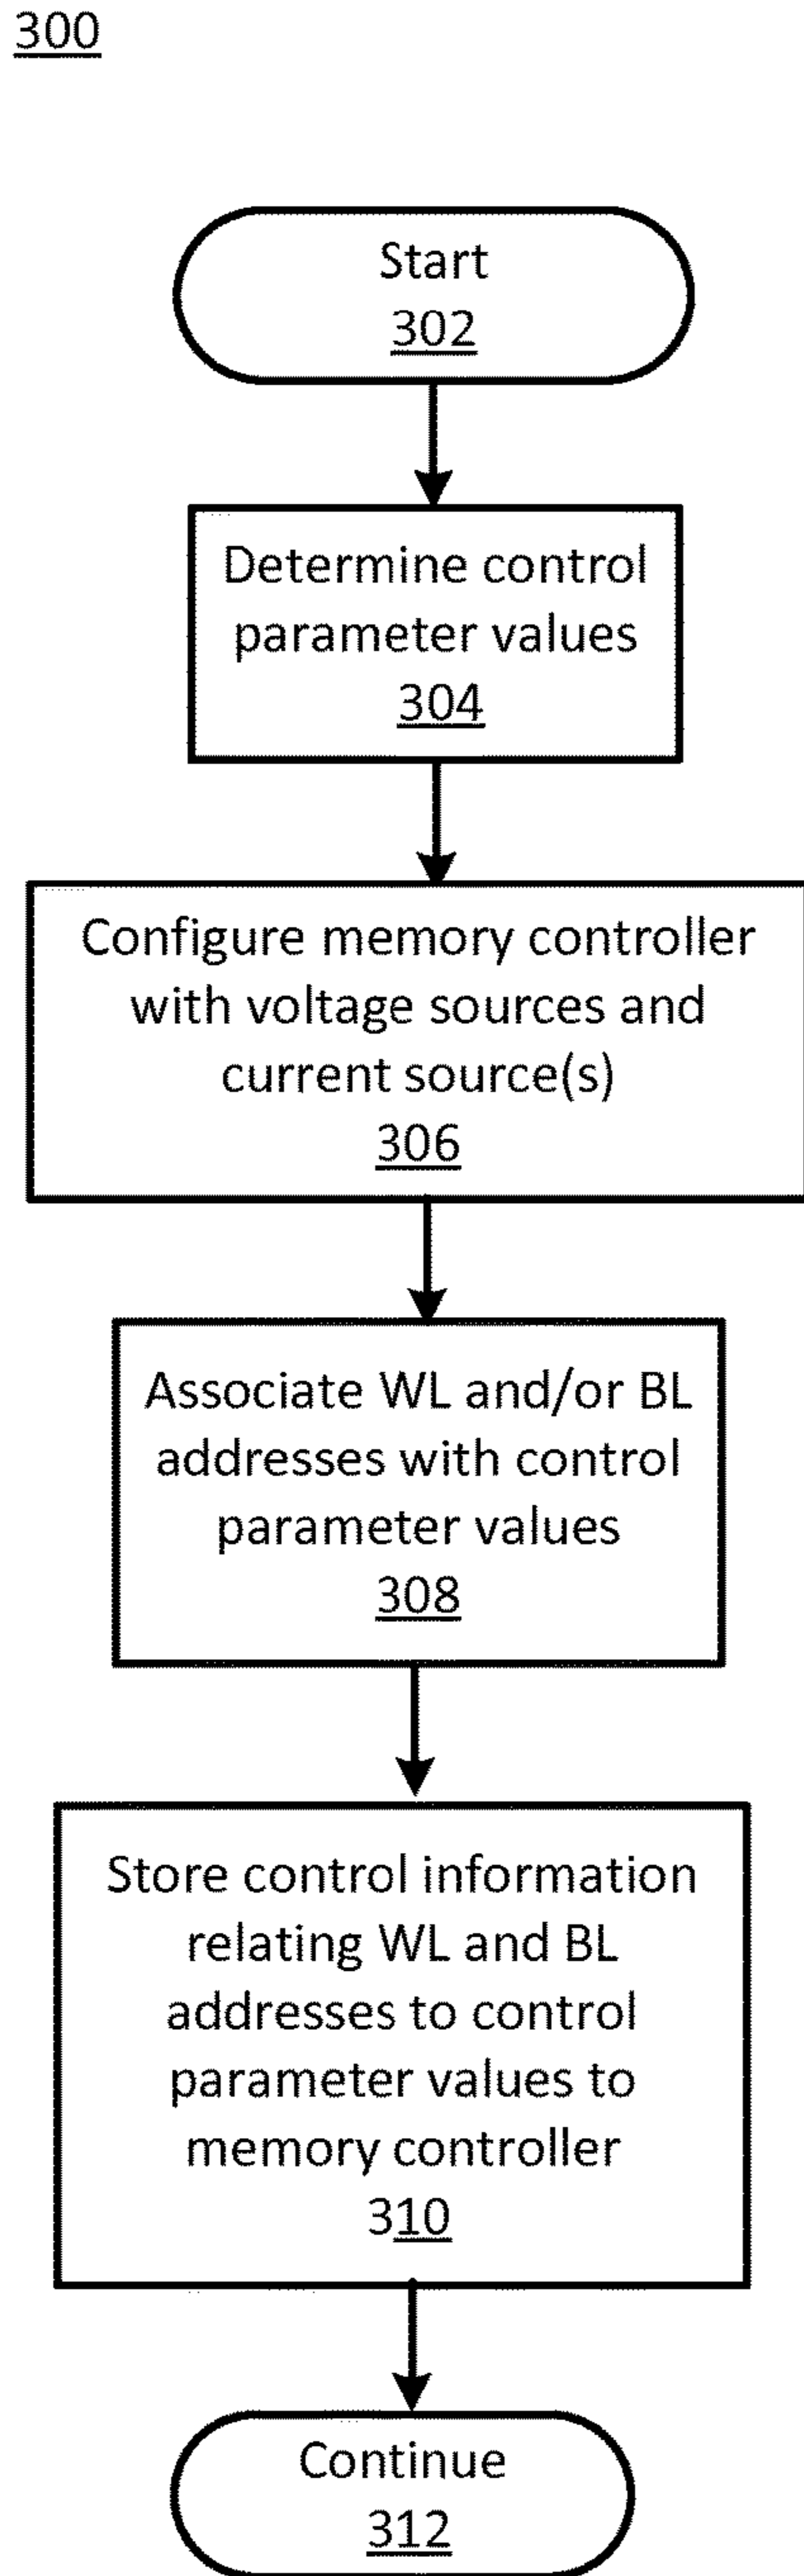 300
Start
302
Determine control
parameter values
304
Configure memory controller
with voltage sources and
current source(s)
306
Associate WL and/or BL
addresses with control
parameter values
308
Store control information
relating WL and BL
addresses to control
parameter values to
memory controller
310
Continue
312